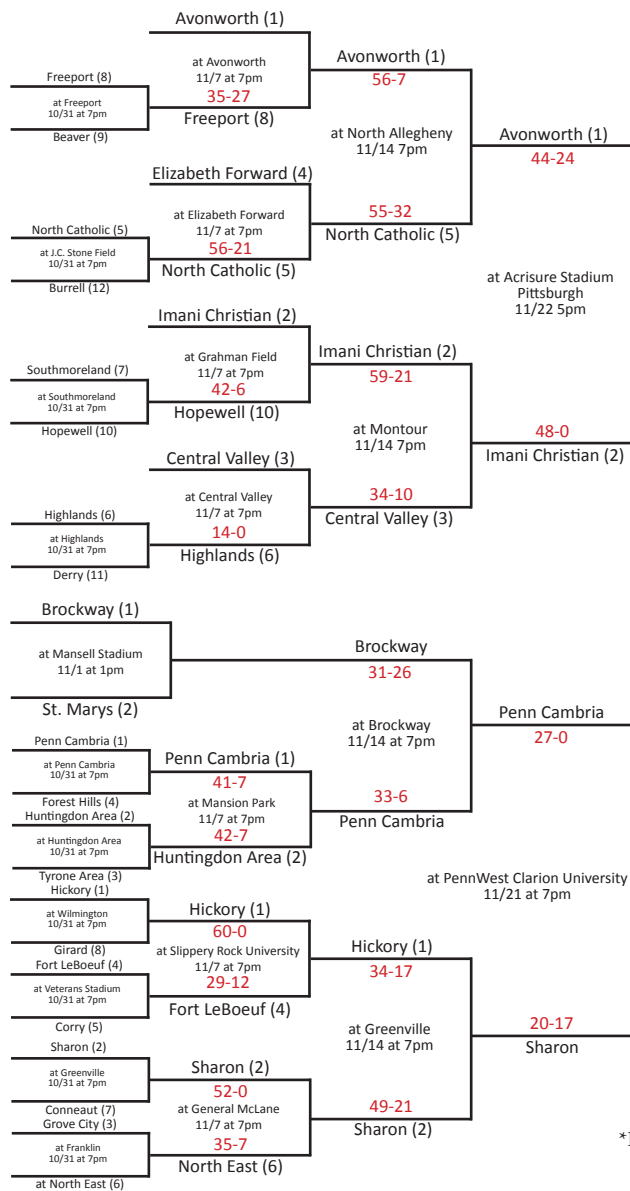 Avonworth (1)
Freeport (8)
at Freeport
10/31 at 7pm
Beaver (9)
at Avonworth
11/7 at 7pm
35-27
Freeport (8)
Avonworth (1)
56-7
at North Allegheny
11/14 7pm
Elizabeth Forward (4)
North Catholic (5)
at J.C. Stone Field
10/31 at 7pm
Burrell (12)
at Elizabeth Forward
11/7 at 7pm
56-21
North Catholic (5)
55-32
North Catholic (5)
Avonworth (1)
44-24
at Acrisure Stadium
Pittsburgh
11/22 5pm
Imani Christian (2)
Southmoreland (7)
at Southmoreland
10/31 at 7pm
Hopewell (10)
at Grahman Field
11/7 at 7pm
42-6
Hopewell (10)
Imani Christian (2)
59-21
at Montour
11/14 7pm
Central Valley (3)
Highlands (6)
at Highlands
10/31 at 7pm
Derry (11)
at Central Valley
11/7 at 7pm
14-0
Highlands (6)
34-10
Central Valley (3)
48-0
Imani Christian (2)
Brockway (1)
at Mansell Stadium
11/1 at 1pm
St. Marys (2)
Brockway
31-26
at Brockway
11/14 at 7pm
Penn Cambria (1)
at Penn Cambria
10/31 at 7pm
Forest Hills (4)
Huntingdon Area (2)
at Huntingdon Area
10/31 at 7pm
Tyrone Area (3)
Penn Cambria (1)
41-7
at Mansion Park
11/7 at 7pm
42-7
Huntingdon Area (2)
33-6
Penn Cambria
Penn Cambria
27-0
at PennWest Clarion University
11/21 at 7pm
Hickory (1)
at Wilmington
10/31 at 7pm
Girard (8)
Fort LeBoeuf (4)
at Veterans Stadium
10/31 at 7pm
Corry (5)
Hickory (1)
60-0
at Slippery Rock University
11/7 at 7pm
29-12
Fort LeBoeuf (4)
Hickory (1)
34-17
at Greenville
11/14 at 7pm
Sharon (2)
at Greenville
10/31 at 7pm
Conneaut (7)
Grove City (3)
at Franklin
10/31 at 7pm
at North East (6)
Sharon (2)
52-0
at General McLane
11/7 at 7pm
35-7
North East (6)
49-21
Sharon (2)
20-17
Sharon